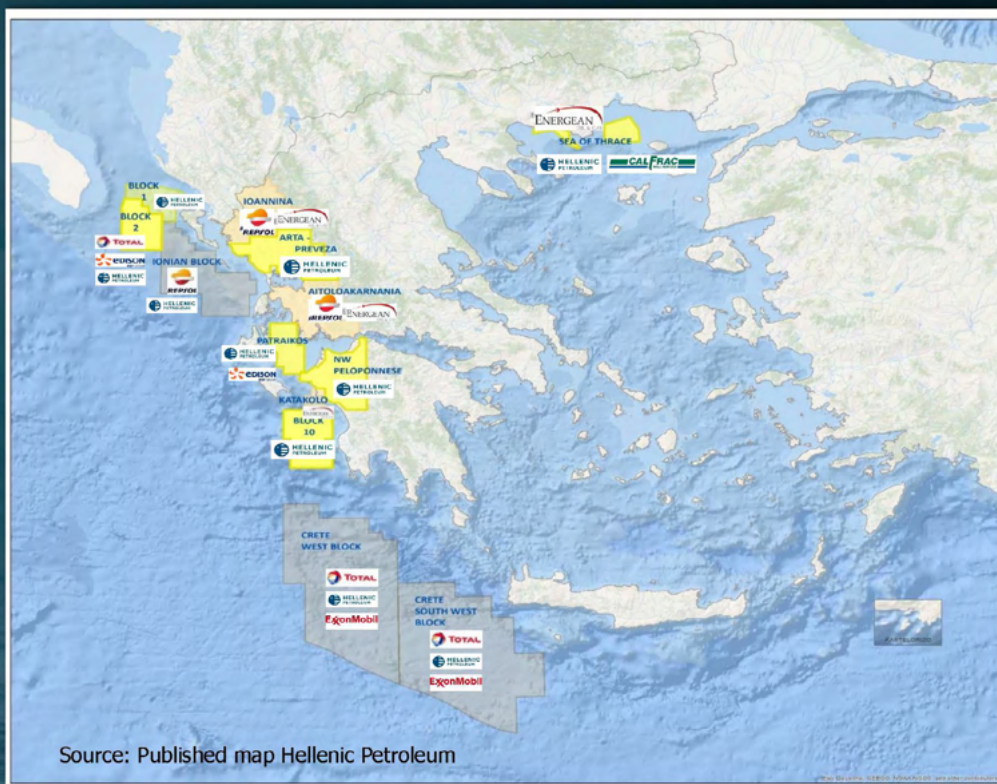 ENERGEAN
SEA OF THRACE
HELLENIC
PETROLEUM
CALFRAC
BLOCK
1
HELLENIC
PETROLEUM
BLOCK
2
TOTAL
EDISON
HELLENIC
PETROLEUM
IONIAN BLOCK
REPSOL
HELLENIC
PETROLEUM
IOANNINA
REPSOL
ENERGEAN
ARTA -
PREVEZA
HELLENIC
PETROLEUM
AITOLOAKARNANIA
REPSOL
ENERGEAN
PATRAIKOS
HELLENIC
PETROLEUM
EDISON
NW
PELOPONNESE
HELLENIC
PETROLEUM
KATAKOLO
ENERGEAN
BLOCK
10
HELLENIC
PETROLEUM
CRETE
WEST BLOCK
TOTAL
HELLENIC
PETROLEUM
ExxonMobil
CRETE
SOUTH WEST
BLOCK
TOTAL
HELLENIC
PETROLEUM
ExxonMobil
Source: Published map Hellenic Petroleum